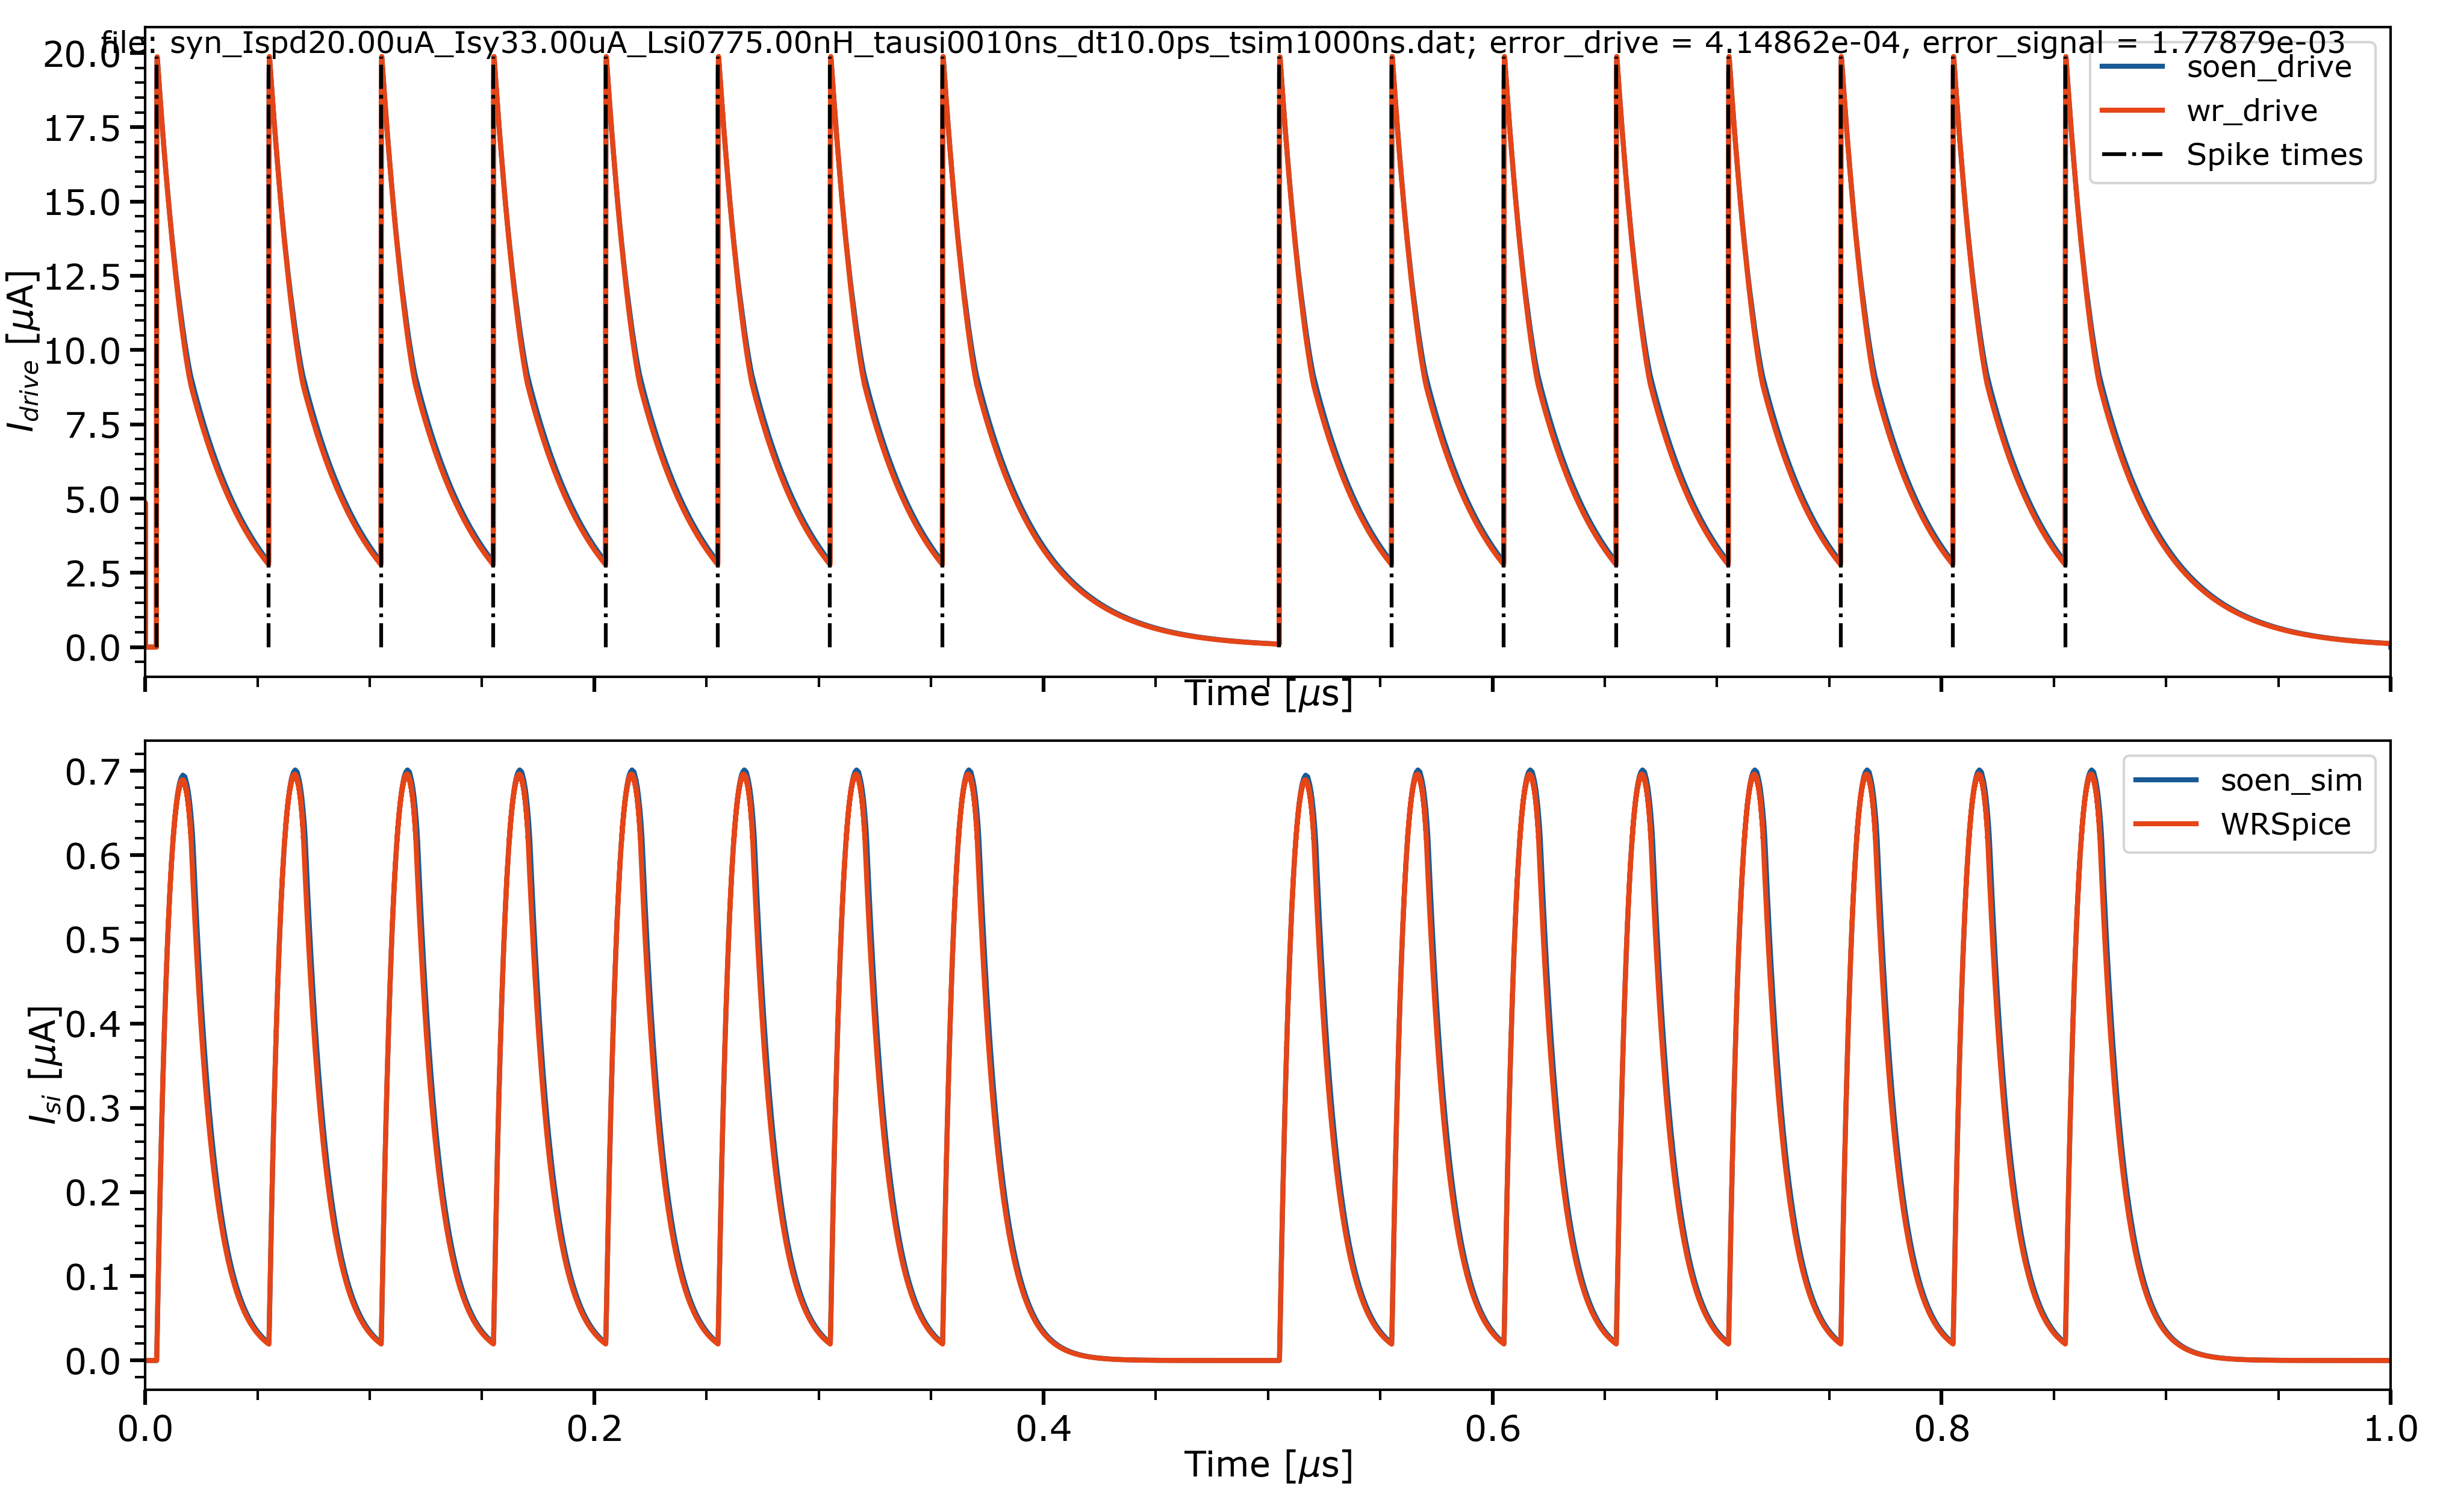 file: syn_Ispd20.00uA_Isy33.00uA_Lsi0775.00nH_tausi0010ns_dt10.0ps_tsim1000ns.dat; error_drive = 4.14862e-04, error_signal = 1.77879e-03
20.0
17.5
15.0
12.5
10.0
7.5
5.0
2.5
0.0
I_drive [μA]
soen_drive
wr_drive
Spike times
Time [μs]
0.7
0.6
0.5
0.4
0.3
0.2
0.1
0.0
I_si [μA]
soen_sim
WRSpice
0.0 0.2 0.4 0.6 0.8 1.0
Time [μs]